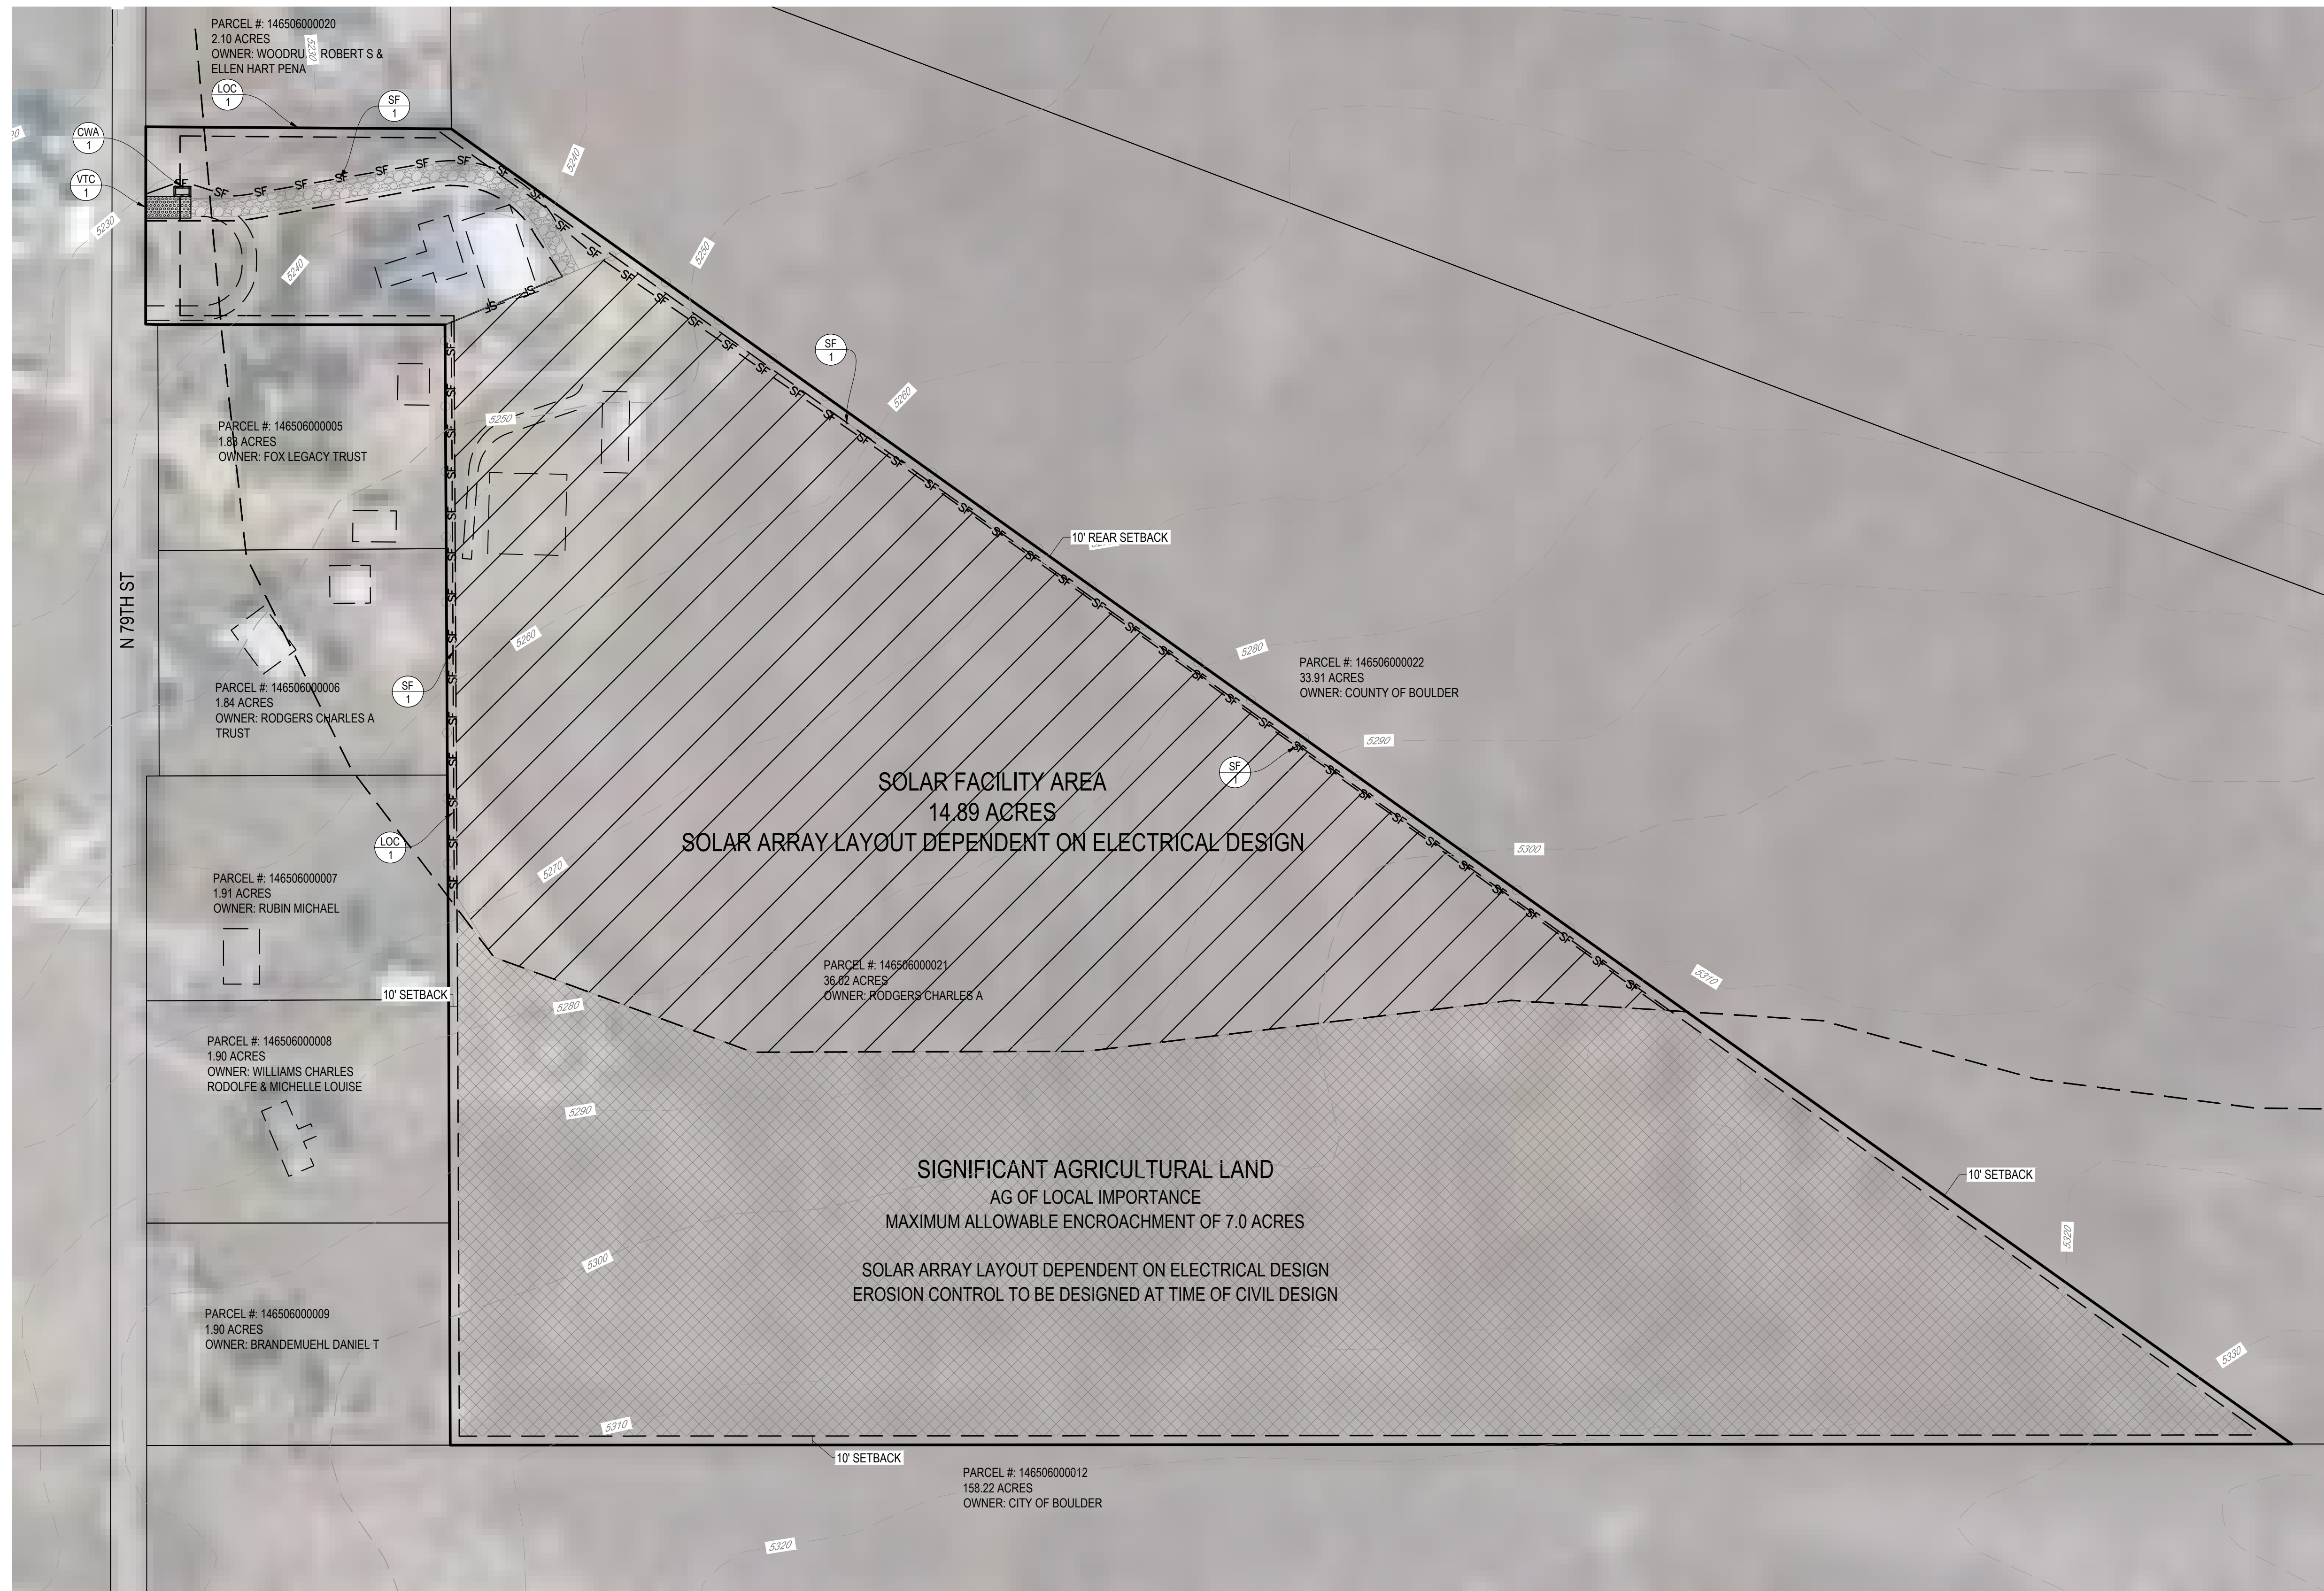 PARCEL #: 146506000020
2.10 ACRES
5230
OWNER: ROBERT S &
ELLEN HART PENA
LOC
1
SF
1
CWA
1
VTC
1
5240
SF SF SF SF SF SF SF SF
5230
5240
5250
SF
1
5260
5250
PARCEL #: 146506000005
1.83 ACRES
OWNER: FOX LEGACY TRUST
10' REAR SETBACK
N 79TH ST
5260
5280
PARCEL #: 146506000022
33.91 ACRES
OWNER: COUNTY OF BOULDER
PARCEL #: 146506000006
1.84 ACRES
OWNER: RODGERS CHARLES A
TRUST
SF
1
5290
SF
1
SOLAR FACILITY AREA
14.89 ACRES
SOLAR ARRAY LAYOUT DEPENDENT ON ELECTRICAL DESIGN
LOC
1
5300
5270
PARCEL #: 146506000007
1.91 ACRES
OWNER: RUBIN MICHAEL
PARCEL #: 146506000021
36.02 ACRES
OWNER: RODGERS CHARLES A
5310
10' SETBACK
5280
PARCEL #: 146506000008
1.90 ACRES
OWNER: WILLIAMS CHARLES
RODOLFE & MICHELLE LOUISE
5290
SIGNIFICANT AGRICULTURAL LAND
AG OF LOCAL IMPORTANCE
MAXIMUM ALLOWABLE ENCROACHMENT OF 7.0 ACRES
10' SETBACK
5320
5300
SOLAR ARRAY LAYOUT DEPENDENT ON ELECTRICAL DESIGN
EROSION CONTROL TO BE DESIGNED AT TIME OF CIVIL DESIGN
PARCEL #: 146506000009
1.90 ACRES
OWNER: BRANDEMUEHL DANIEL T
5330
5310
10' SETBACK
PARCEL #: 146506000012
158.22 ACRES
OWNER: CITY OF BOULDER
5320